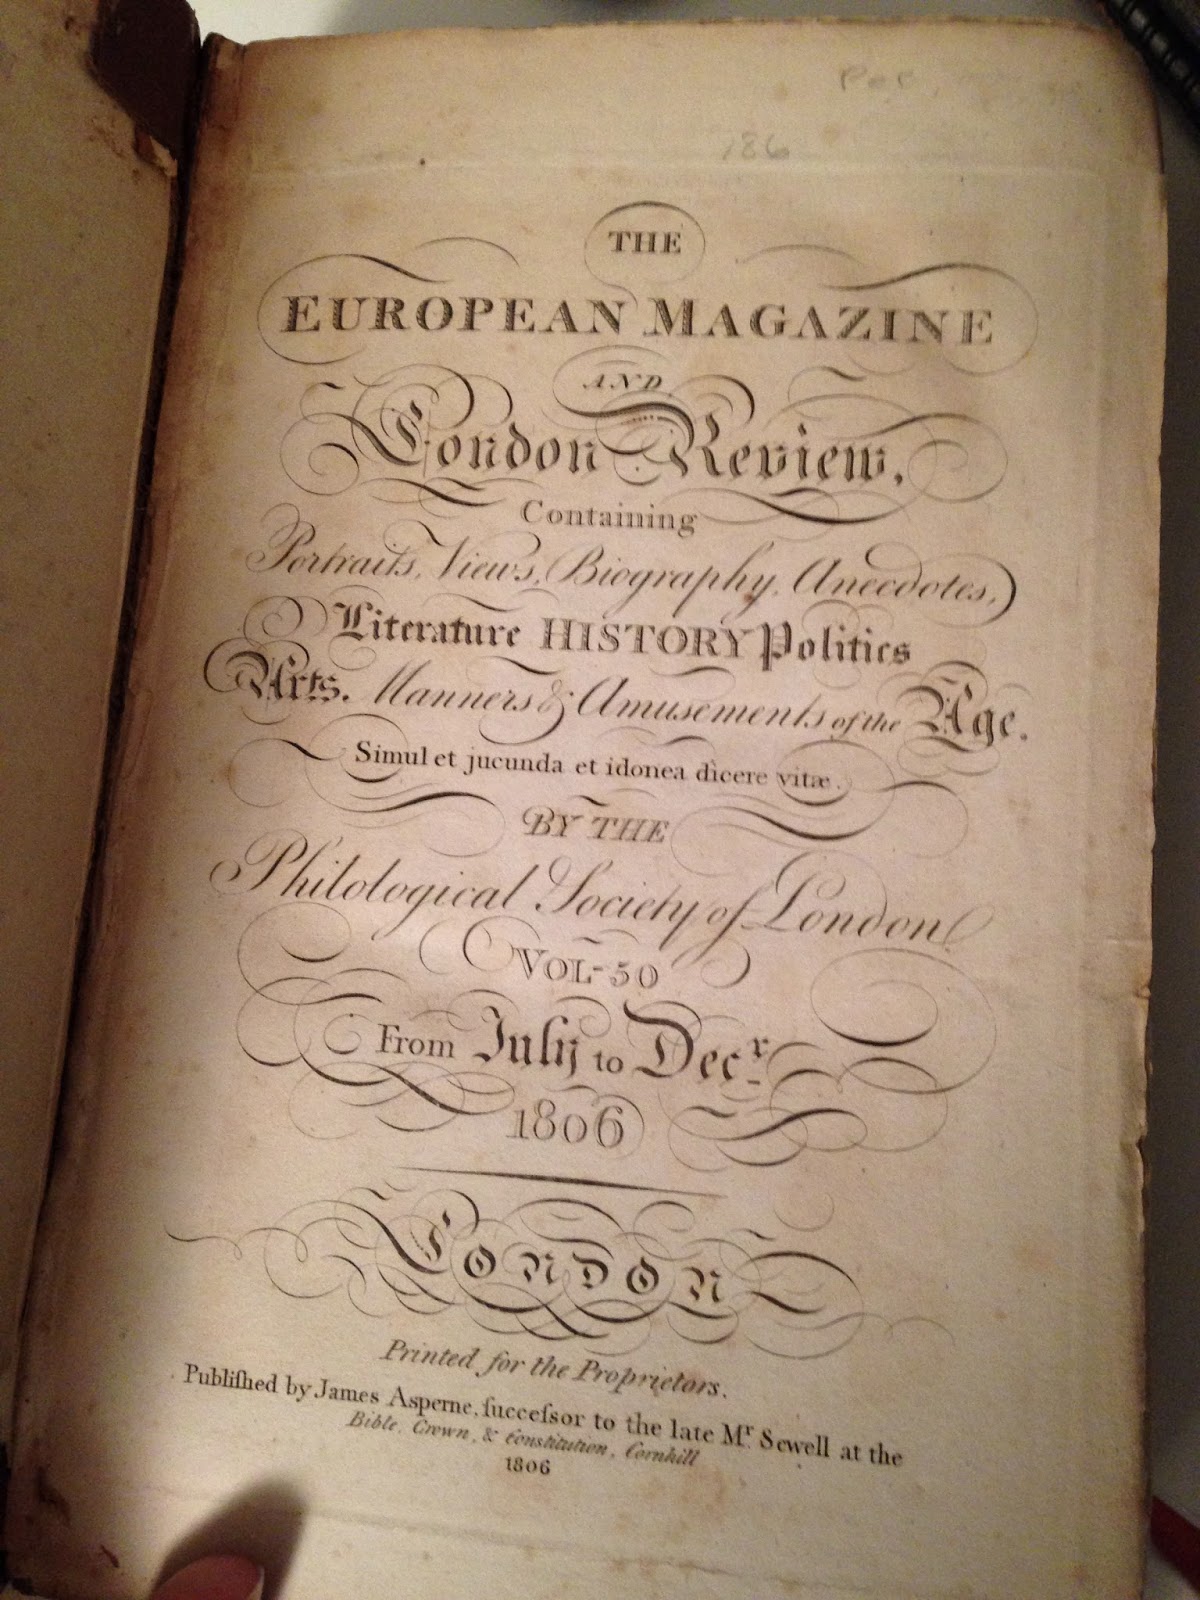 186
THE
EUROPEAN MAGAZINE
AND
London Review,
Containing
Portraits, Views, Biography, Anecdotes,
Literature HISTORY Politics
Arts. Manners & Amusements of the Age.
Simul et jucunda et idonea dicere vitæ.
BY THE
Philological Society of London
VOL-50
From July to Decr
1806
LONDON
Printed for the Proprietors.
Publiſhed by James Asperne, ſucceſsor to the late Mr Sewell at the
Bible, Crown, & Constitution, Cornhill
1806